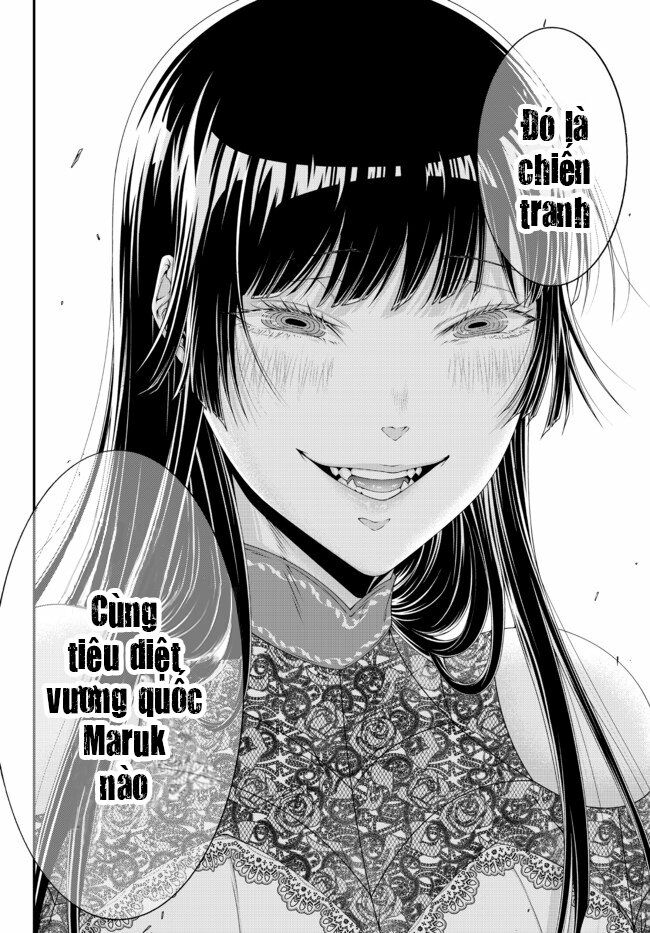 Đó là
chiến
tranh
Cùng
tiêu diệt
vương quốc
Maruk
nào